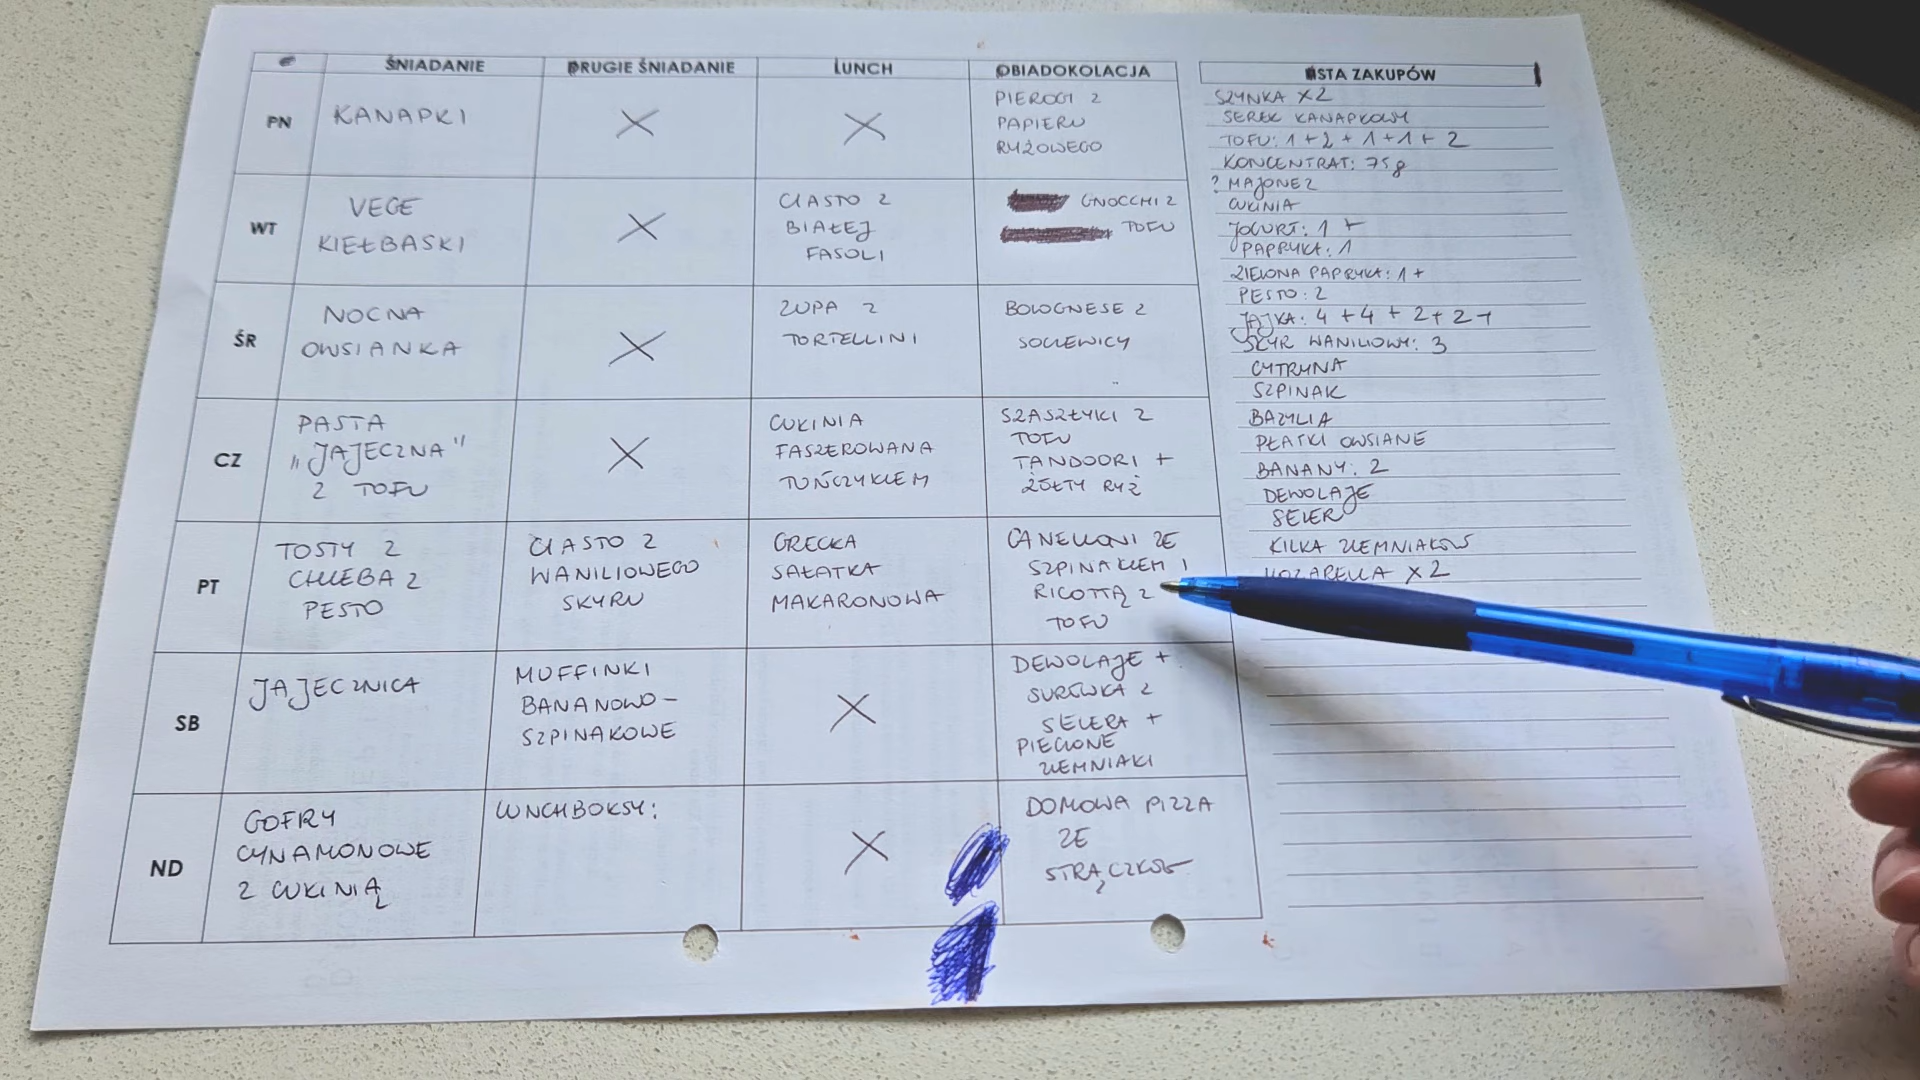 ŚNIADANIE
DRUGIE ŚNIADANIE
LUNCH
OBIADOKOLACJA
PN
KANAPKI
PIEROGI Z
PAPIERU
RYŻOWEGO
WT
VEGE
KIEŁBASKI
CIASTO Z
BIAŁEJ
FASOLI
GNOCCHI Z
TOFU
ŚR
NOCNA
OWSIANKA
ZUPA Z
TORTELLINI
BOLOGNESE Z
SOCZEWICY
CZ
PASTA
„JAJECZNA"
Z TOFU
CUKINIA
FASZEROWANA
TUŃCZYKIEM
SZASZŁYKI Z
TOFU
TANDOORI +
ŻÓŁTY RYŻ
PT
TOSTY Z
CHLEBA Z
PESTO
CIASTO Z
WANILIOWEGO
SKYRU
GRECKA
SAŁATKA
MAKARONOWA
CANELLONI ZE
SZPINAKIEM I
RICOTTĄ Z
TOFU
SB
JAJECZNICA
MUFFINKI
BANANOWO-
SZPINAKOWE
DEWOLAJE +
SURÓWKA Z
SELERA +
PIECZONE
ZIEMNIAKI
ND
GOFRY
CYNAMONOWE
Z CUKINIĄ
LUNCHBOKSY:
DOMOWA PIZZA
ZE
STRĄCZKÓW
LISTA ZAKUPÓW
SZYNKA X2
SEREK KANAPKOWY
TOFU: 1 + 2 + 1 + 1 + 2
KONCENTRAT: 75g
? MAJONEZ
CUKINIA
JOGURT: 1 +
PAPRYKA: 1
ZIELONA PAPRYKA: 1 +
PESTO: 2
JAJKA: 4 + 4 + 2 + 2 +
SKYR WANILIOWY: 3
CYTRYNA
SZPINAK
BAZYLIA
PŁATKI OWSIANE
BANANY: 2
DEWOLAJE
SELER
KILKA ZIEMNIAKÓW
MOZARELLA X2